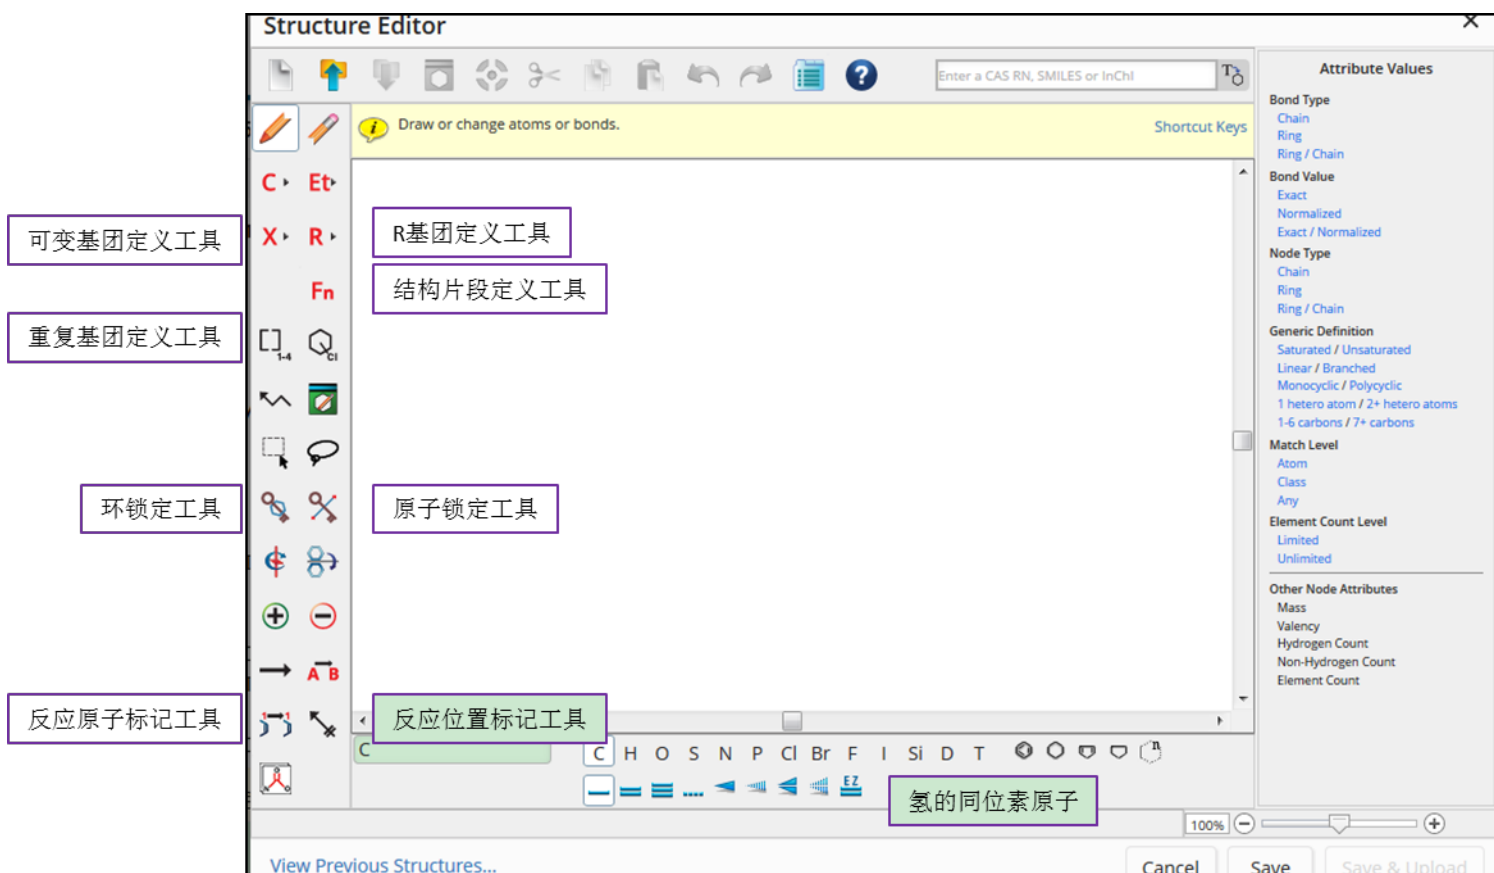 Structure Editor
Enter a CAS RN, SMILES or InChI
Draw or change atoms or bonds.
Shortcut Keys
C Et
可变基团定义工具
X R
R基团定义工具
Fn
结构片段定义工具
重复基团定义工具
1-4
Cl
环锁定工具
原子锁定工具
A B
反应原子标记工具
反应位置标记工具
C
C H O S N P Cl Br F I Si D T
n
EZ
氢的同位素原子
100%
View Previous Structures...
Cancel
Save
Save & Upload
Attribute Values
Bond Type
Chain
Ring
Ring / Chain
Bond Value
Exact
Normalized
Exact / Normalized
Node Type
Chain
Ring
Ring / Chain
Generic Definition
Saturated / Unsaturated
Linear / Branched
Monocyclic / Polycyclic
1 hetero atom / 2+ hetero atoms
1-6 carbons / 7+ carbons
Match Level
Atom
Class
Any
Element Count Level
Limited
Unlimited
Other Node Attributes
Mass
Valency
Hydrogen Count
Non-Hydrogen Count
Element Count